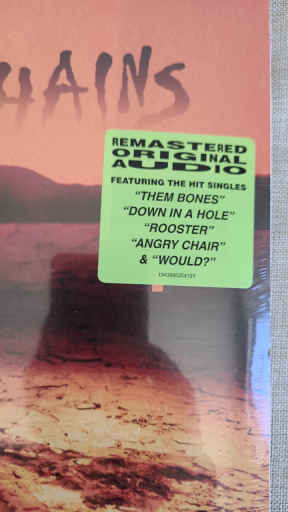 HAINS
REMASTERED
ORIGINAL
AUDIO
FEATURING THE HIT SINGLES
"THEM BONES"
"DOWN IN A HOLE"
"ROOSTER"
"ANGRY CHAIR"
& "WOULD?"